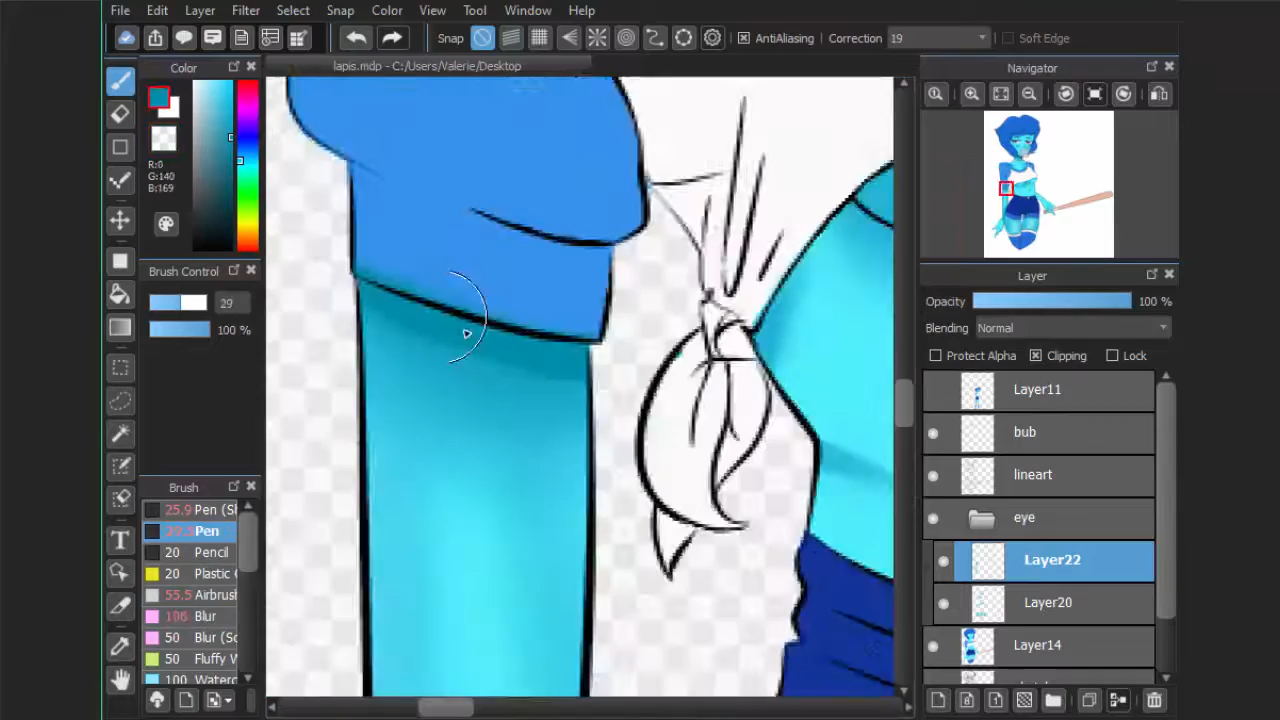 File Edit Layer Filter Select Snap Color View Tool Window Help
Snap AntiAliasing Correction 19 Soft Edge
Color
lapis.mdp - C:/Users/Valerie/Desktop
Navigator
R:0
G:140
B:169
Brush Control
29
100 %
Layer
Opacity 100 %
Blending Normal
Protect Alpha Clipping Lock
Layer11
bub
lineart
eye
Layer22
Layer20
Layer14
Brush
25.9 Pen (S
Pen
20 Pencil
20 Plastic
55.5 Airbrus
106 Blur
50 Blur (So
50 Fluffy W
100 Waterc